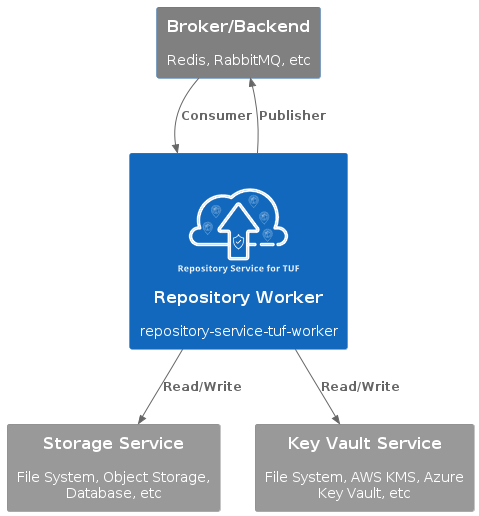 Broker/Backend
Redis, RabbitMQ, etc
Consumer
Publisher
Repository Service for TUF
Repository Worker
repository-service-tuf-worker
Read/Write
Read/Write
Storage Service
File System, Object Storage,
Database, etc
Key Vault Service
File System, AWS KMS, Azure
Key Vault, etc